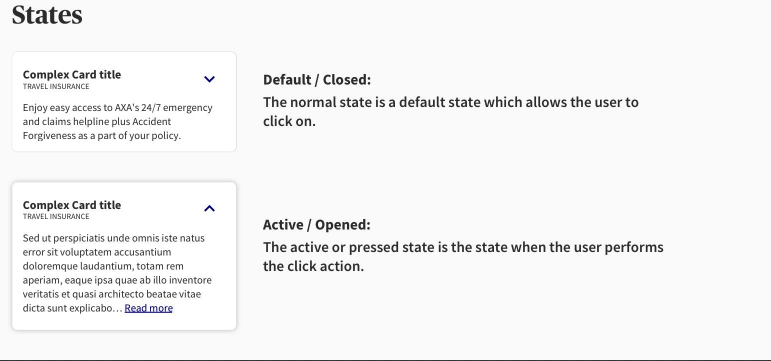 States
Complex Card title
TRAVEL INSURANCE
Enjoy easy access to AXA's 24/7 emergency
and claims helpline plus Accident
Forgiveness as a part of your policy.
Default / Closed:
The normal state is a default state which allows the user to
click on.
Complex Card title
TRAVEL INSURANCE
Sed ut perspiciatis unde omnis iste natus
error sit voluptatem accusantium
doloremque laudantium, totam rem
aperiam, eaque ipsa quae ab illo inventore
veritatis et quasi architecto beatae vitae
dicta sunt explicabo… Read more
Active / Opened:
The active or pressed state is the state when the user performs
the click action.